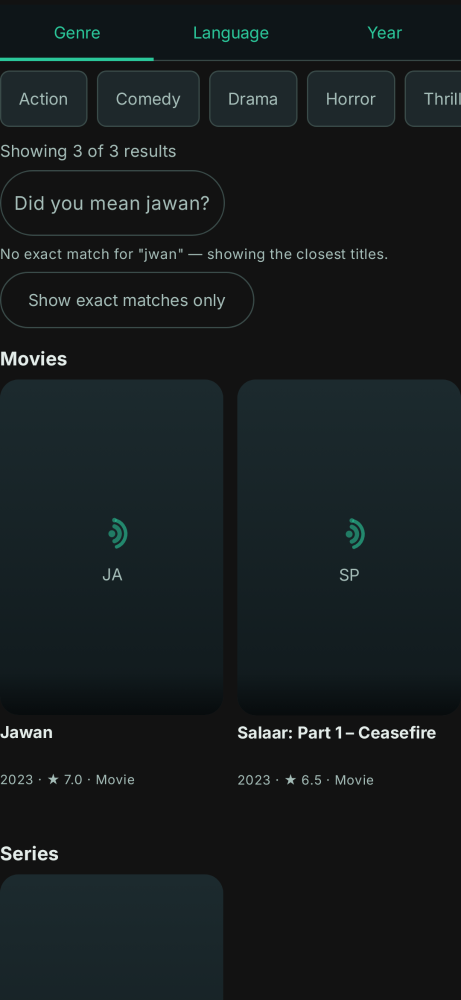 Genre Language Year
Action Comedy Drama Horror Thrill
Showing 3 of 3 results
Did you mean jawan?
No exact match for "jwan" — showing the closest titles.
Show exact matches only
Movies
JA SP
Jawan Salaar: Part 1 – Ceasefire
2023 · ★ 7.0 · Movie 2023 · ★ 6.5 · Movie
Series